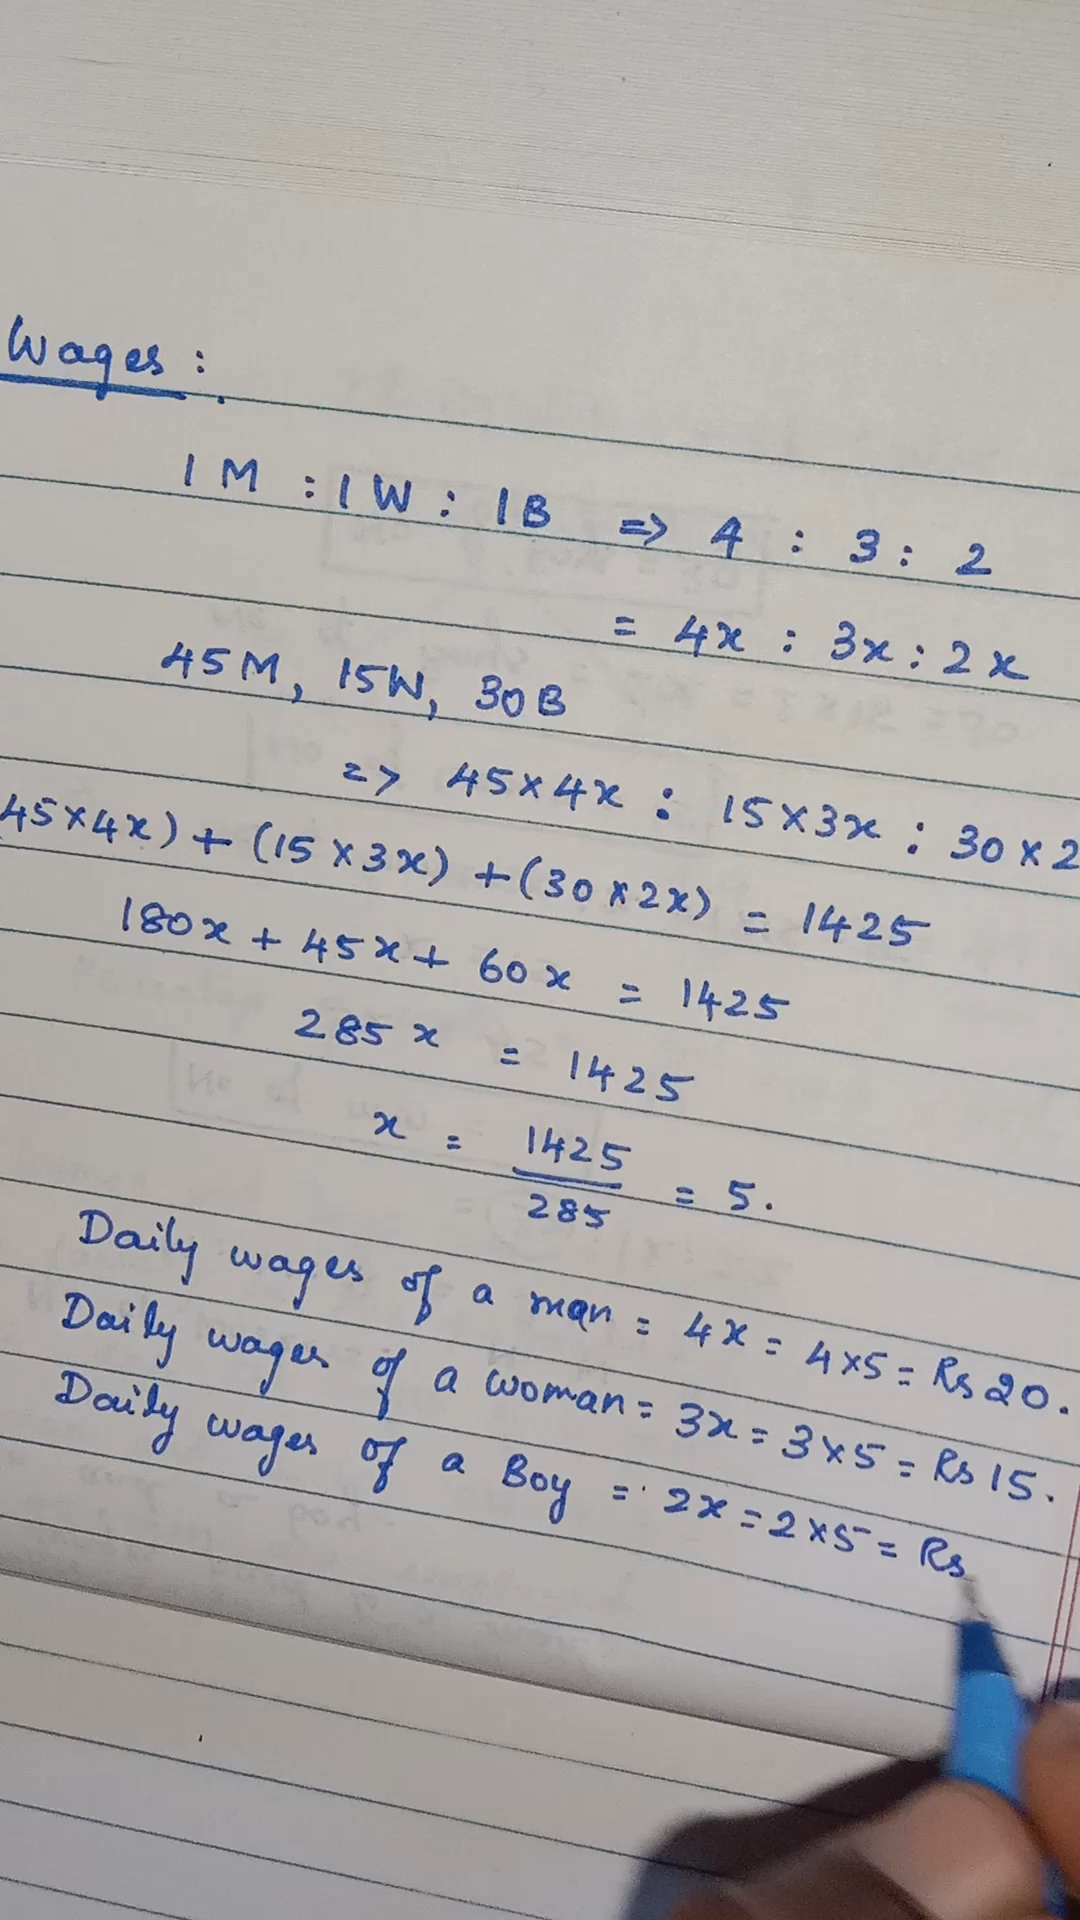 Wages :
1 M : 1 W : 1 B => 4 : 3 : 2
= 4x : 3x : 2x
45M, 15W, 30B
=> 45×4x : 15×3x : 30×2
45×4x) + (15×3x) + (30×2x) = 1425
180x + 45x + 60x = 1425
285x = 1425
x = 1425/285 = 5.
Daily wages of a man = 4x = 4×5 = Rs 20.
Daily wages of a woman = 3x = 3×5 = Rs 15.
Daily wages of a Boy = 2x = 2×5 = Rs